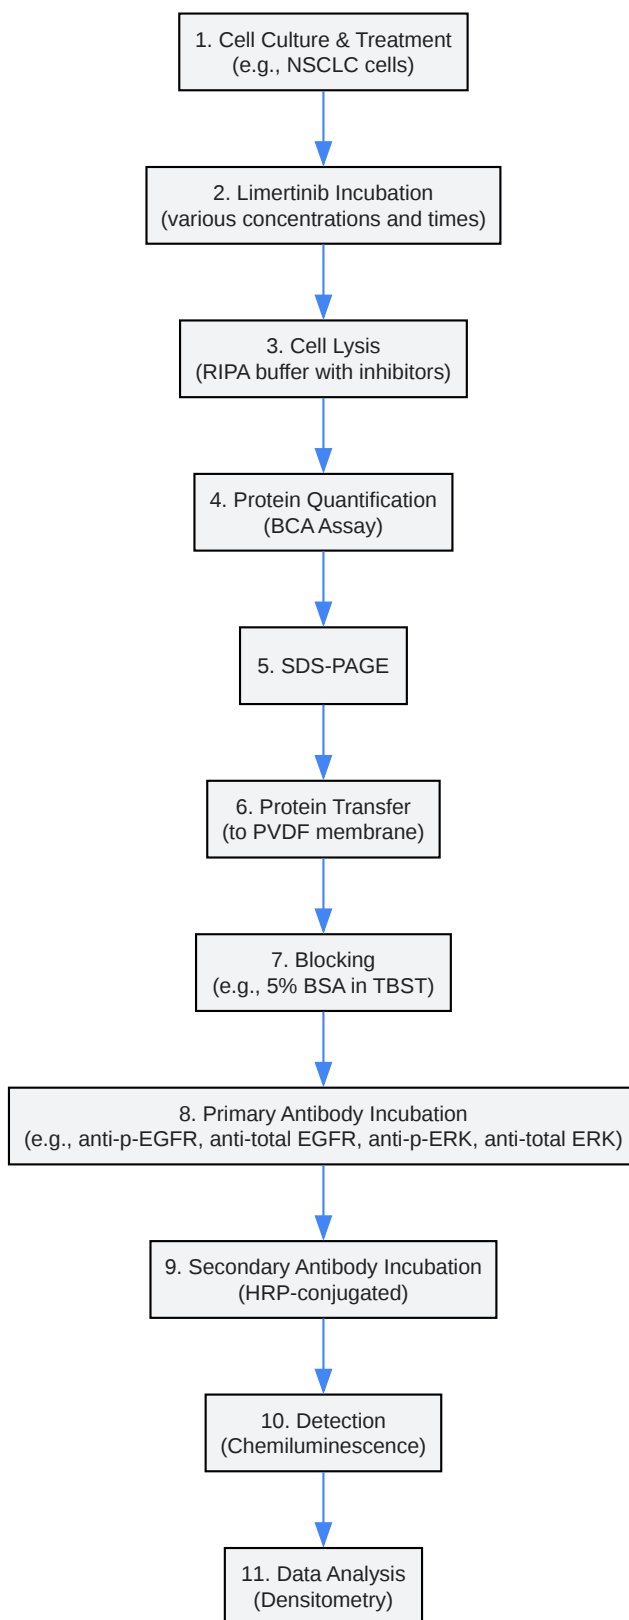 1. Cell Culture & Treatment
(e.g., NSCLC cells)
2. Limertinib Incubation
(various concentrations and times)
3. Cell Lysis
(RIPA buffer with inhibitors)
4. Protein Quantification
(BCA Assay)
5. SDS-PAGE
6. Protein Transfer
(to PVDF membrane)
7. Blocking
(e.g., 5% BSA in TBST)
8. Primary Antibody Incubation
(e.g., anti-p-EGFR, anti-total EGFR, anti-p-ERK, anti-total ERK)
9. Secondary Antibody Incubation
(HRP-conjugated)
10. Detection
(Chemiluminescence)
11. Data Analysis
(Densitometry)